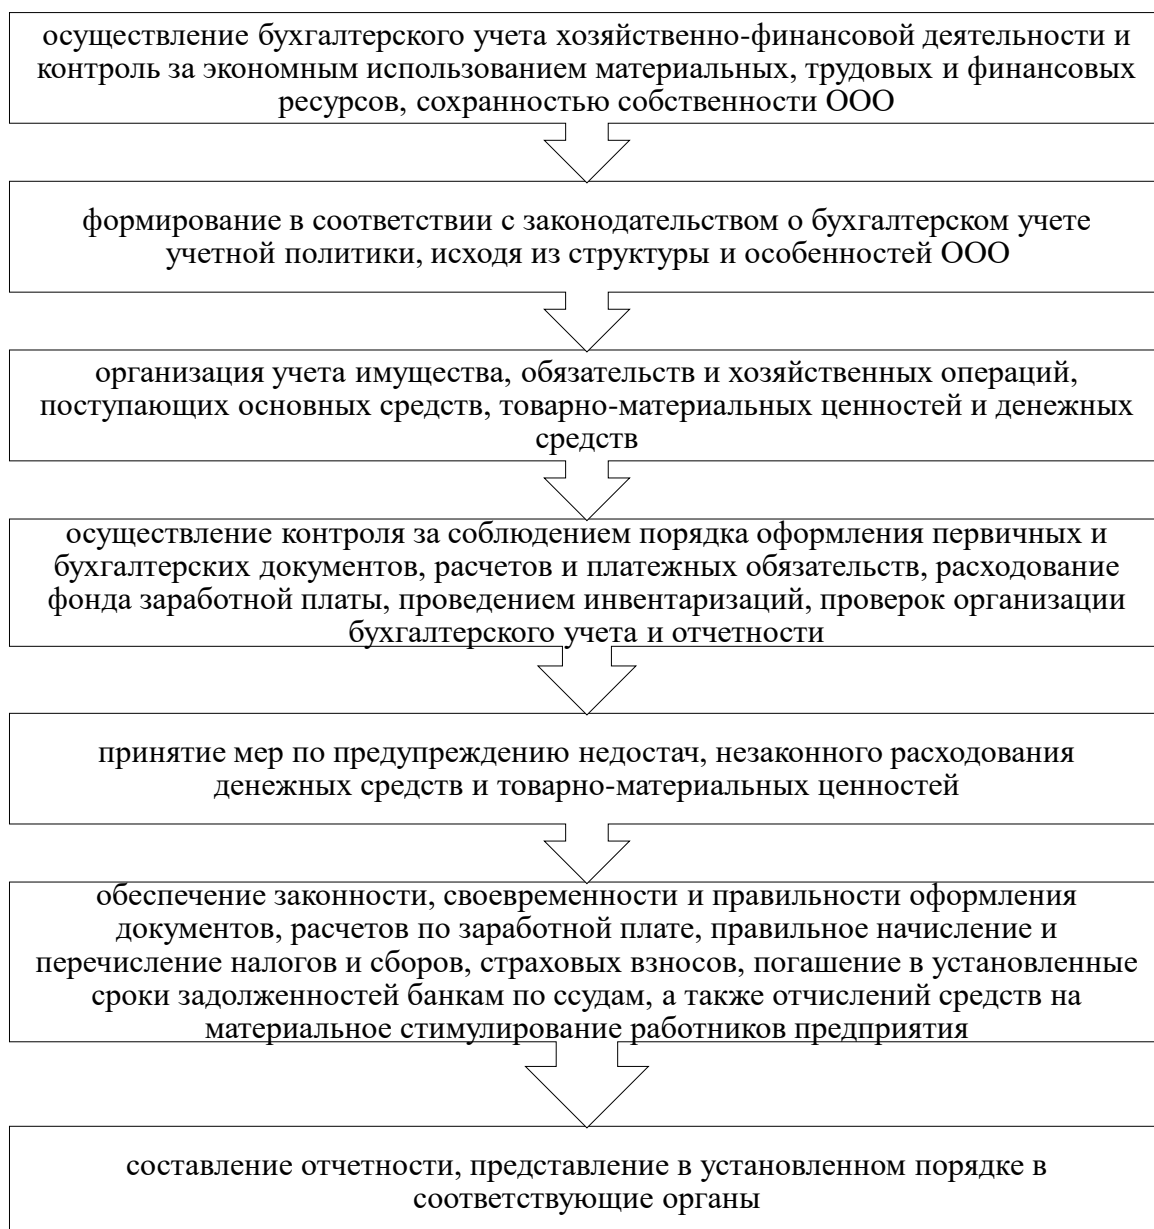 осуществление бухгалтерского учета хозяйственно-финансовой деятельности и
контроль за экономным использованием материальных, трудовых и финансовых
ресурсов, сохранностью собственности ООО
формирование в соответствии с законодательством о бухгалтерском учете
учетной политики, исходя из структуры и особенностей ООО
организация учета имущества, обязательств и хозяйственных операций,
поступающих основных средств, товарно-материальных ценностей и денежных
средств
осуществление контроля за соблюдением порядка оформления первичных и
бухгалтерских документов, расчетов и платежных обязательств, расходование
фонда заработной платы, проведением инвентаризаций, проверок организации
бухгалтерского учета и отчетности
принятие мер по предупреждению недостач, незаконного расходования
денежных средств и товарно-материальных ценностей
обеспечение законности, своевременности и правильности оформления
документов, расчетов по заработной плате, правильное начисление и
перечисление налогов и сборов, страховых взносов, погашение в установленные
сроки задолженностей банкам по ссудам, а также отчислений средств на
материальное стимулирование работников предприятия
составление отчетности, представление в установленном порядке в
соответствующие органы